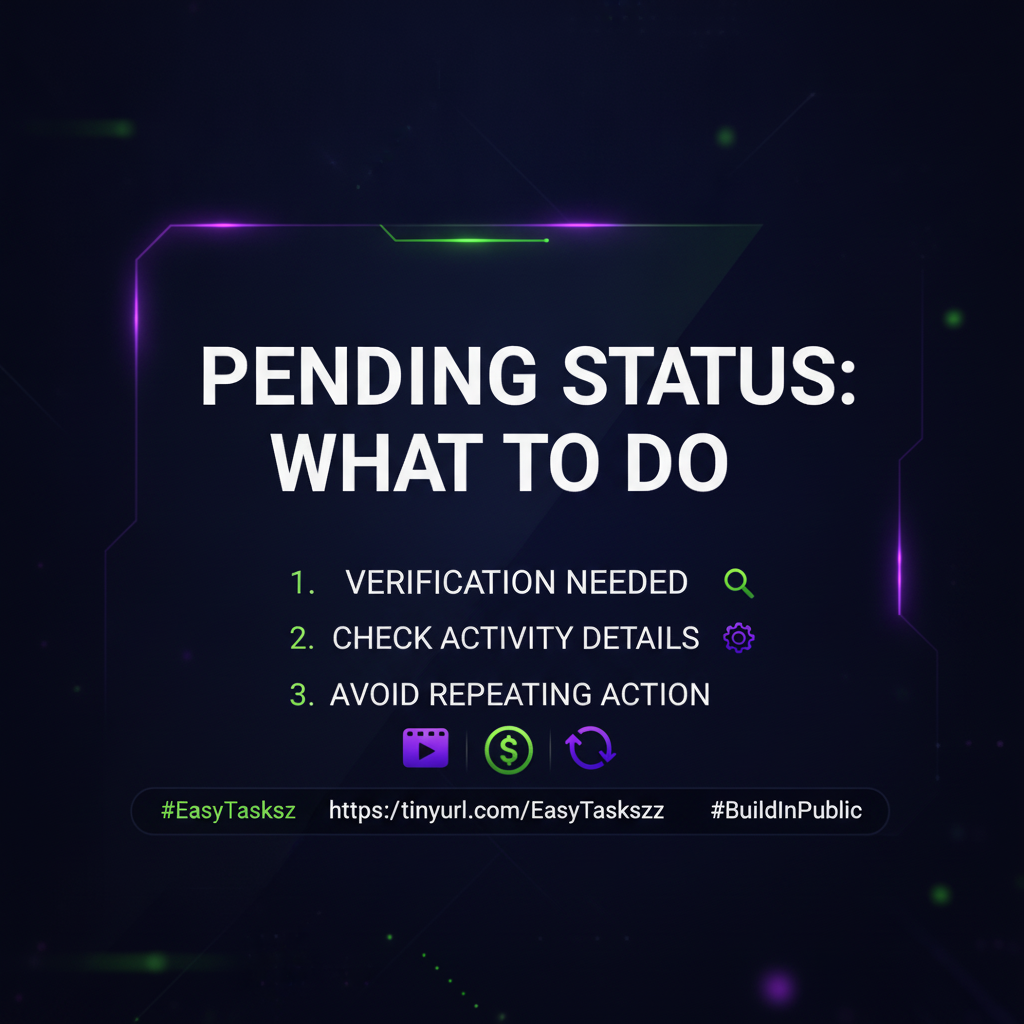 PENDING STATUS:
WHAT TO DO
1. VERIFICATION NEEDED
2. CHECK ACTIVITY DETAILS
3. AVOID REPEATING ACTION
$
#EasyTasksz https:/tinyurl.com/EasyTaskszz #BuildInPublic